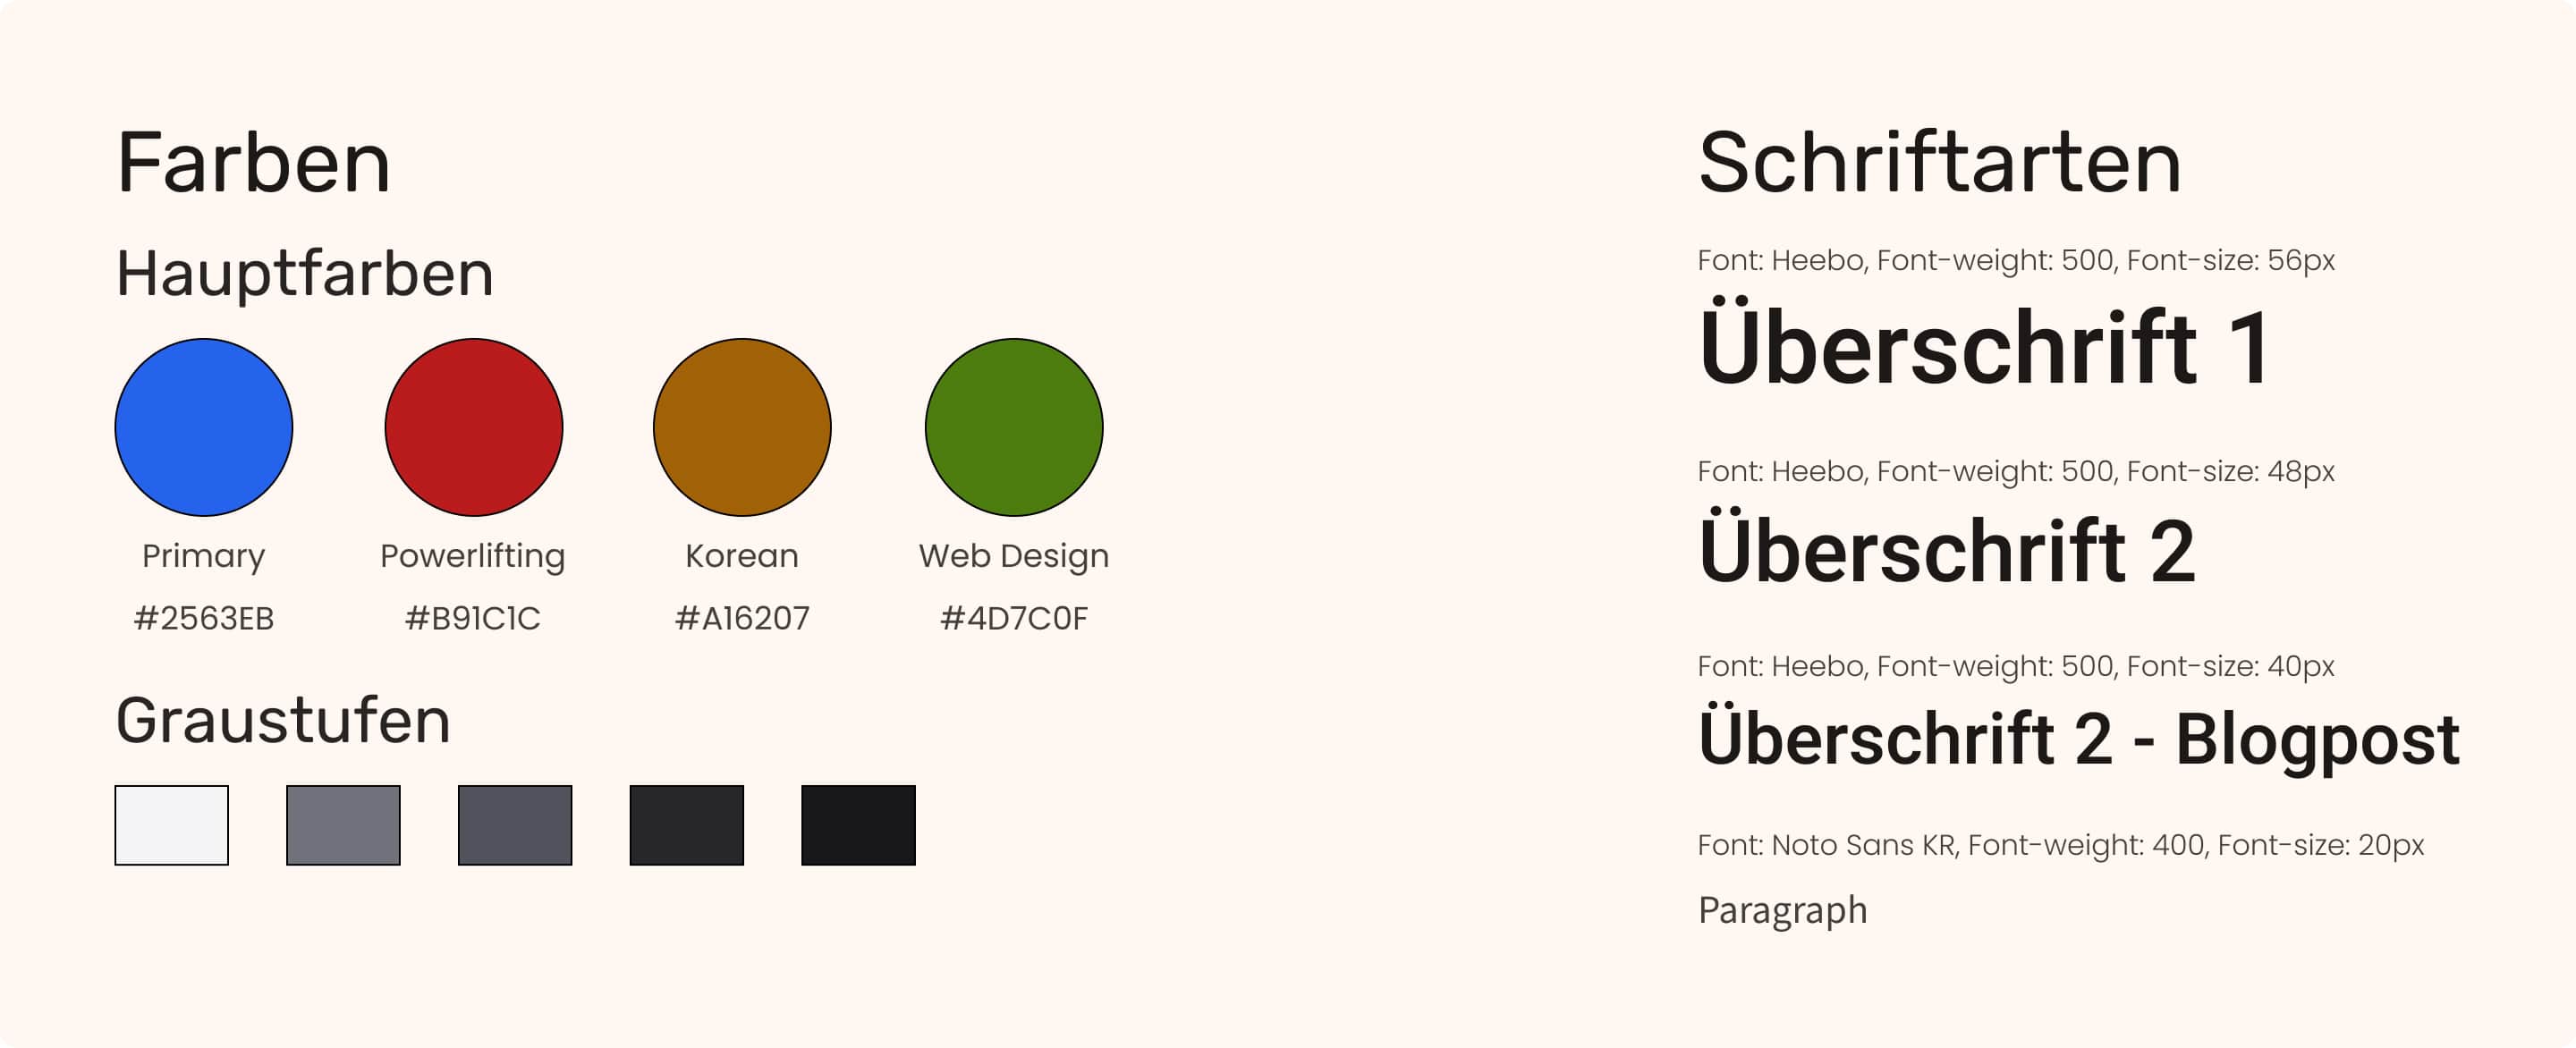 Farben
Hauptfarben
Primary
#2563EB
Powerlifting
#B91C1C
Korean
#A16207
Web Design
#4D7C0F
Graustufen
Schriftarten
Font: Heebo, Font-weight: 500, Font-size: 56px
Überschrift 1
Font: Heebo, Font-weight: 500, Font-size: 48px
Überschrift 2
Font: Heebo, Font-weight: 500, Font-size: 40px
Überschrift 2 - Blogpost
Font: Noto Sans KR, Font-weight: 400, Font-size: 20px
Paragraph